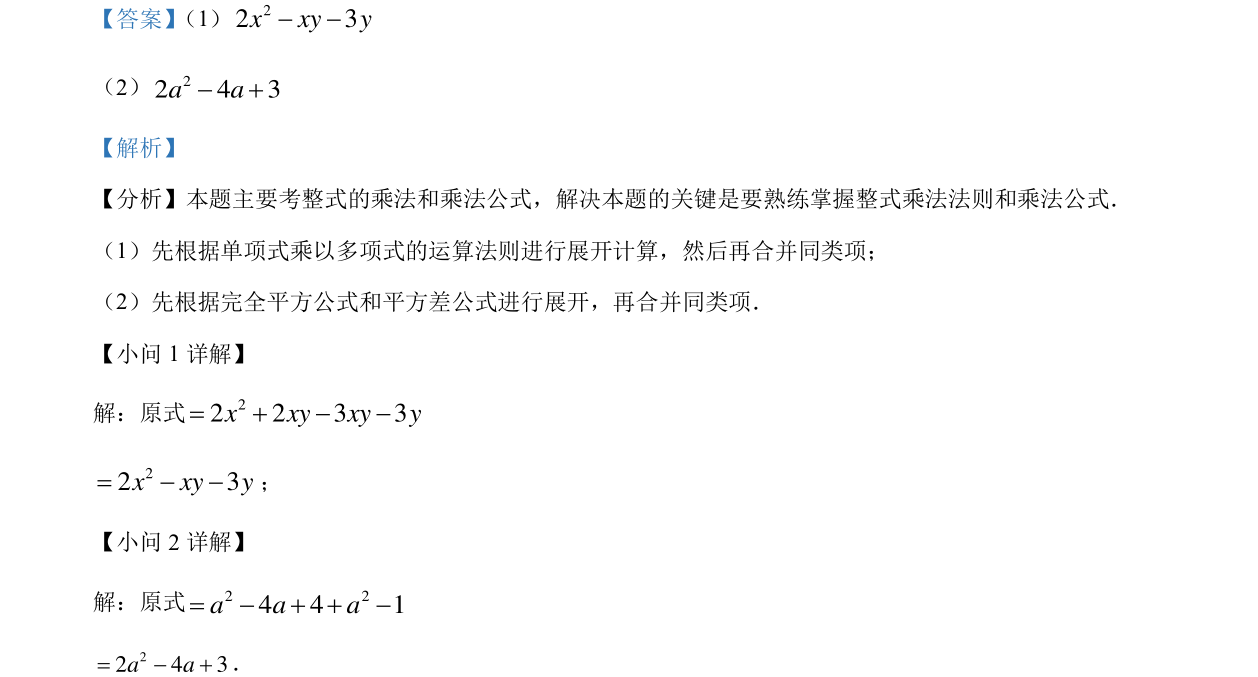 【答案】（1）2x² − xy − 3y
（2）2a² − 4a + 3
【解析】
【分析】本题主要考整式的乘法和乘法公式，解决本题的关键是要熟练掌握整式乘法法则和乘法公式．
（1）先根据单项式乘以多项式的运算法则进行展开计算，然后再合并同类项；
（2）先根据完全平方公式和平方差公式进行展开，再合并同类项．
【小问 1 详解】
解：原式 = 2x² + 2xy − 3xy − 3y
= 2x² − xy − 3y；
【小问 2 详解】
解：原式 = a² − 4a + 4 + a² − 1
= 2a² − 4a + 3．